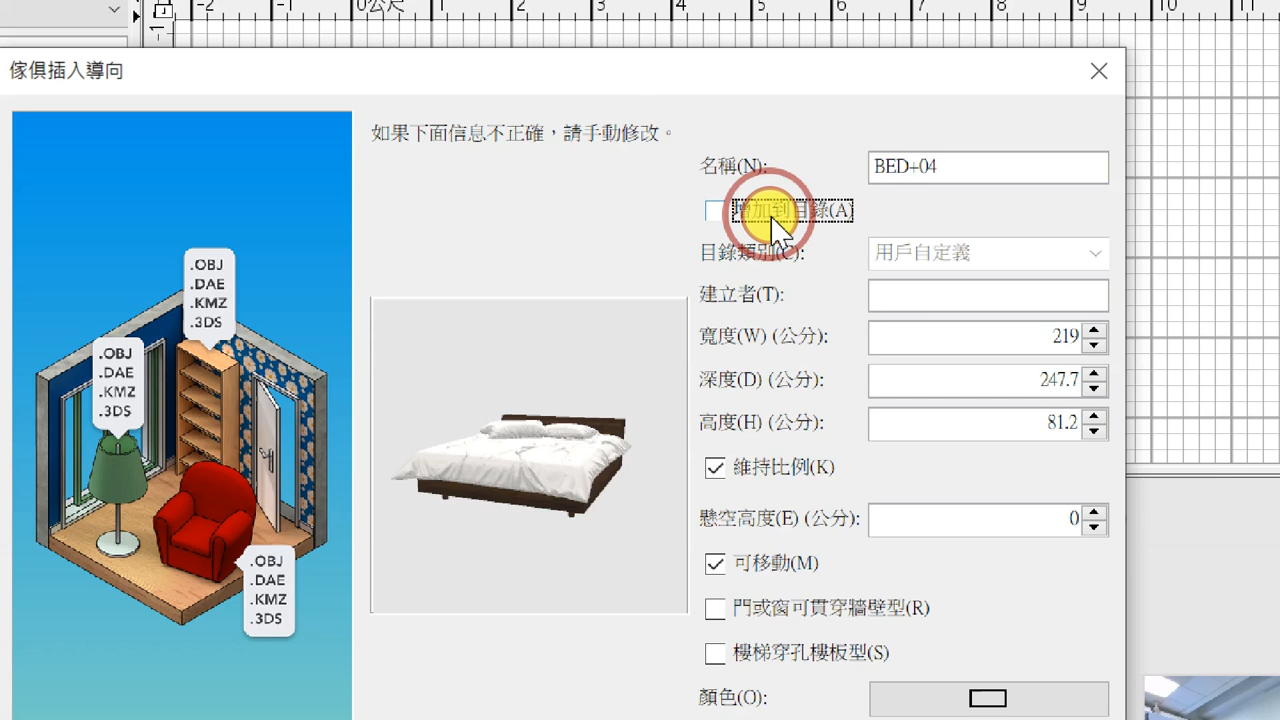 -2 -1 0公尺 1 2 3 4 5 6 7 8 9 10 11
傢俱插入導向
如果下面信息不正確，請手動修改。
名稱(N):
BED+04
增加到目錄(A)
目錄類別(C):
用戶自定義
建立者(T):
寬度(W) (公分):
219
深度(D) (公分):
247.7
高度(H) (公分):
81.2
維持比例(K)
懸空高度(E) (公分):
0
可移動(M)
門或窗可貫穿牆壁型(R)
樓梯穿孔樓板型(S)
顏色(O):
.OBJ
.DAE
.KMZ
.3DS
.OBJ
.DAE
.KMZ
.3DS
.OBJ
.DAE
.KMZ
.3DS